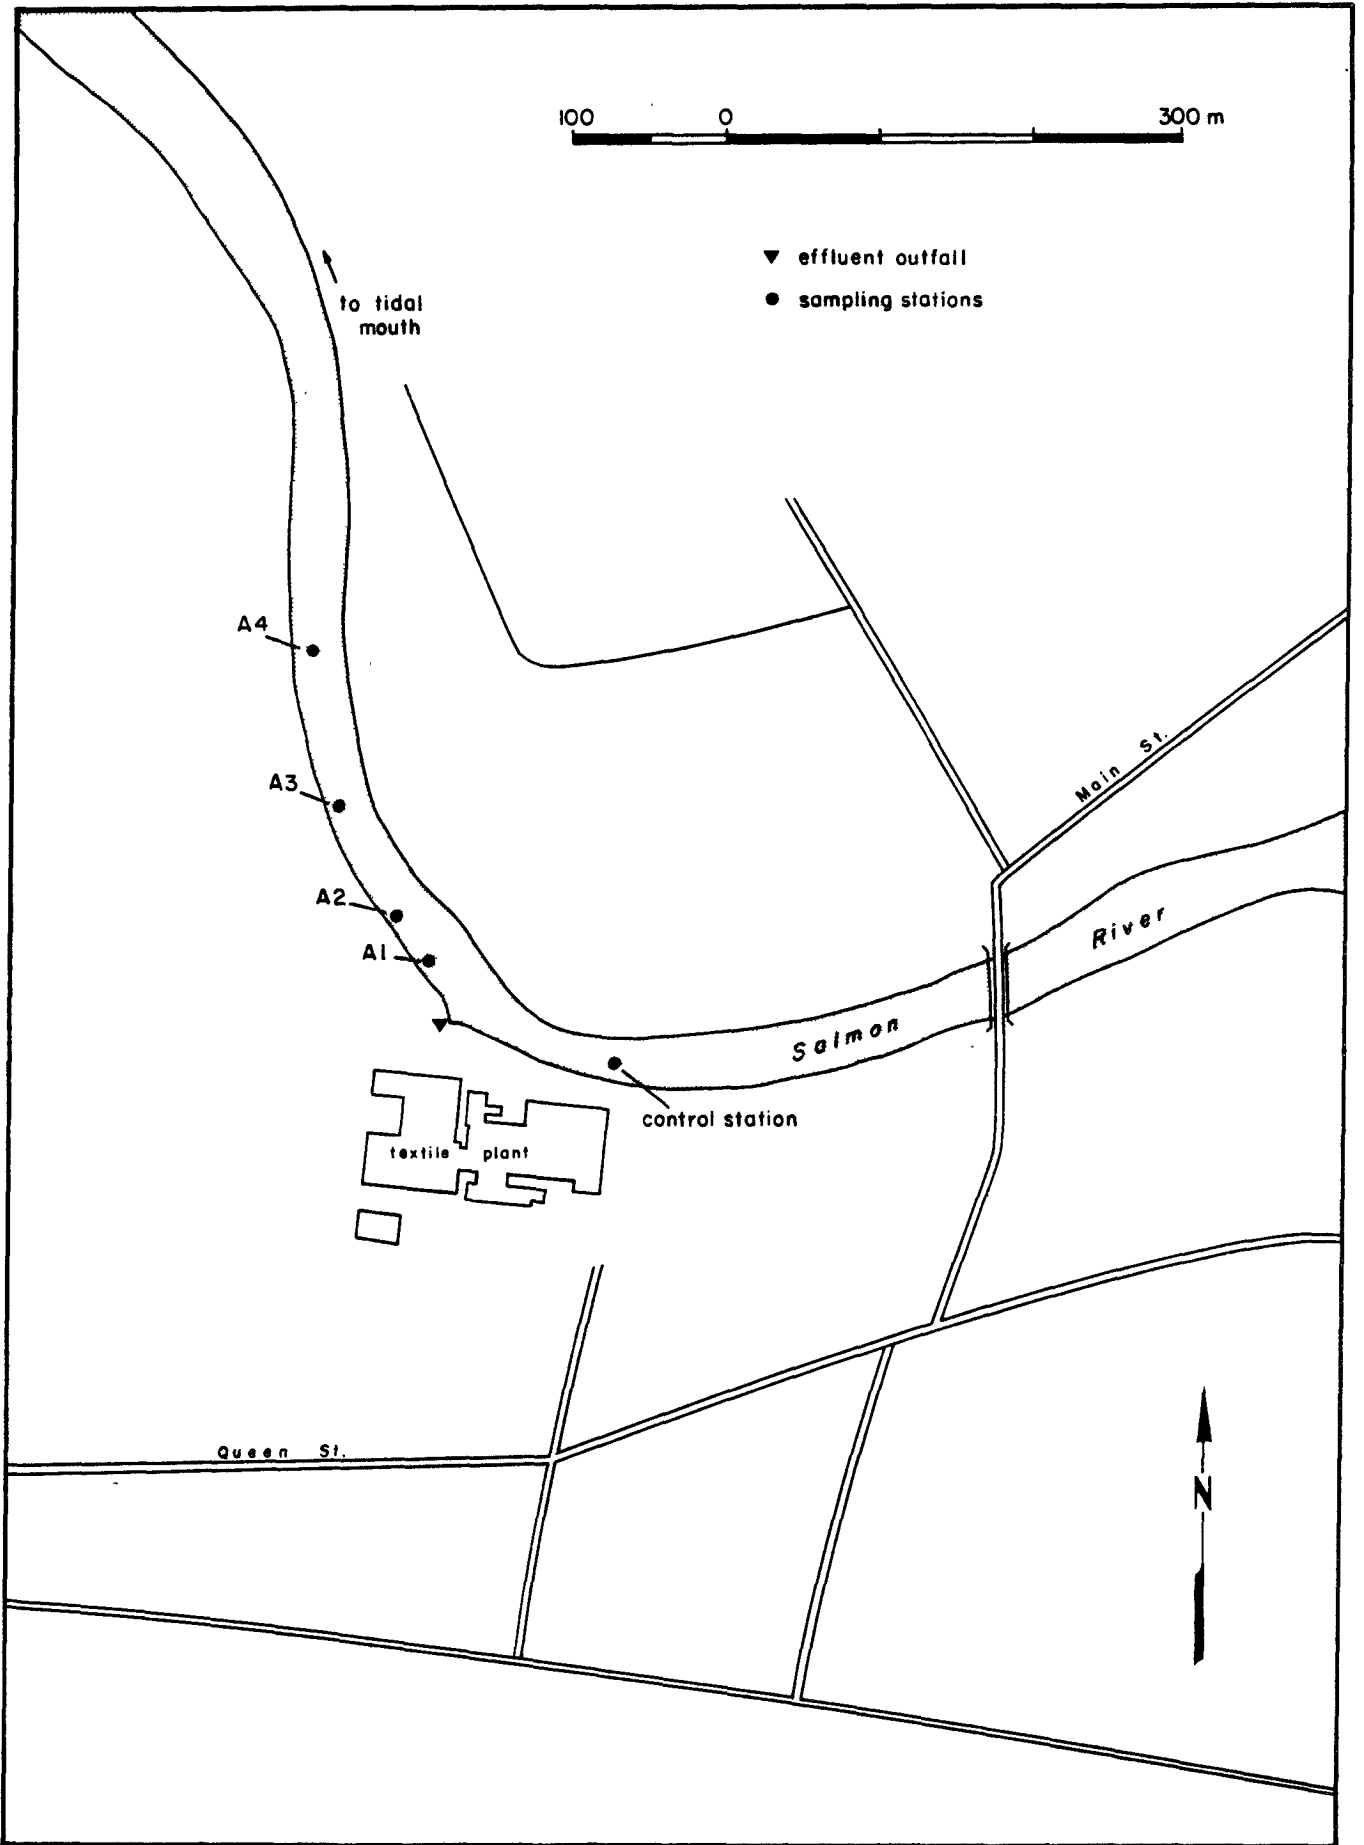 100 0 300 m
effluent outfall
sampling stations
to tidal
mouth
A4
Main St.
A3
A2
River
A1
Salmon
control station
textile plant
Queen St.
N